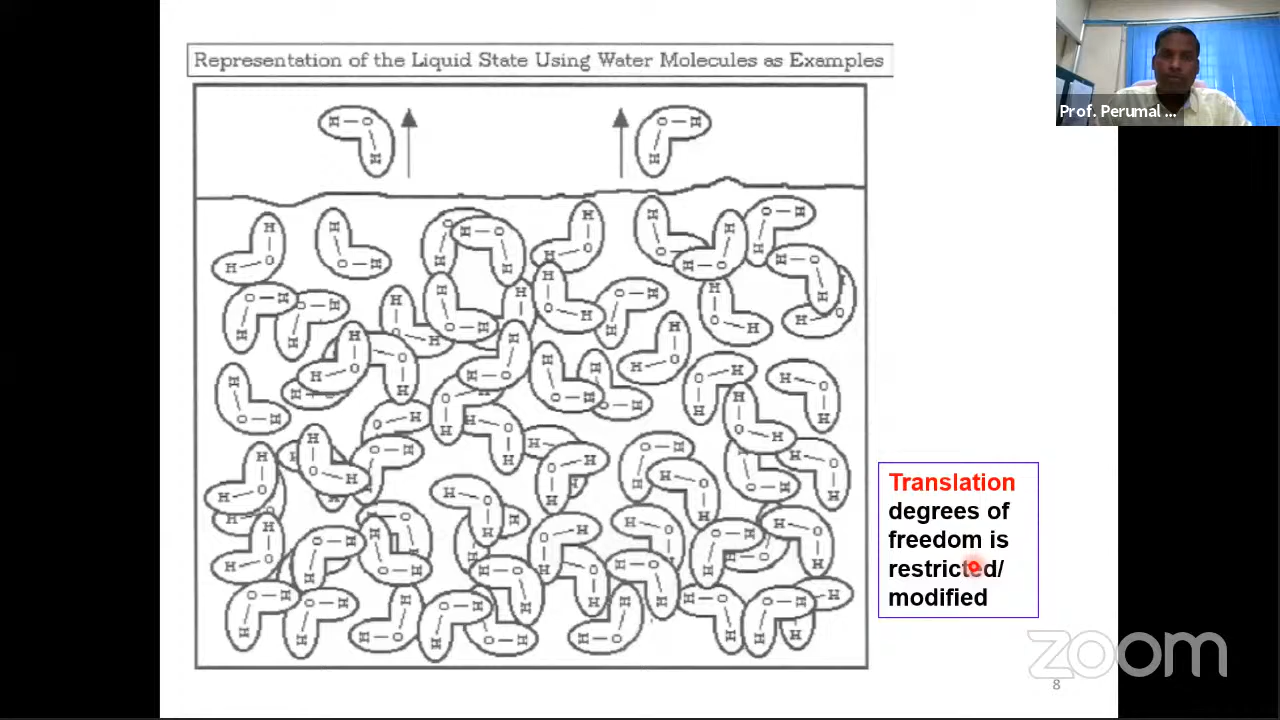 Representation of the Liquid State Using Water Molecules as Examples
Prof. Perumal ...
Translation
degrees of
freedom is
restricted/
modified
zoom
8